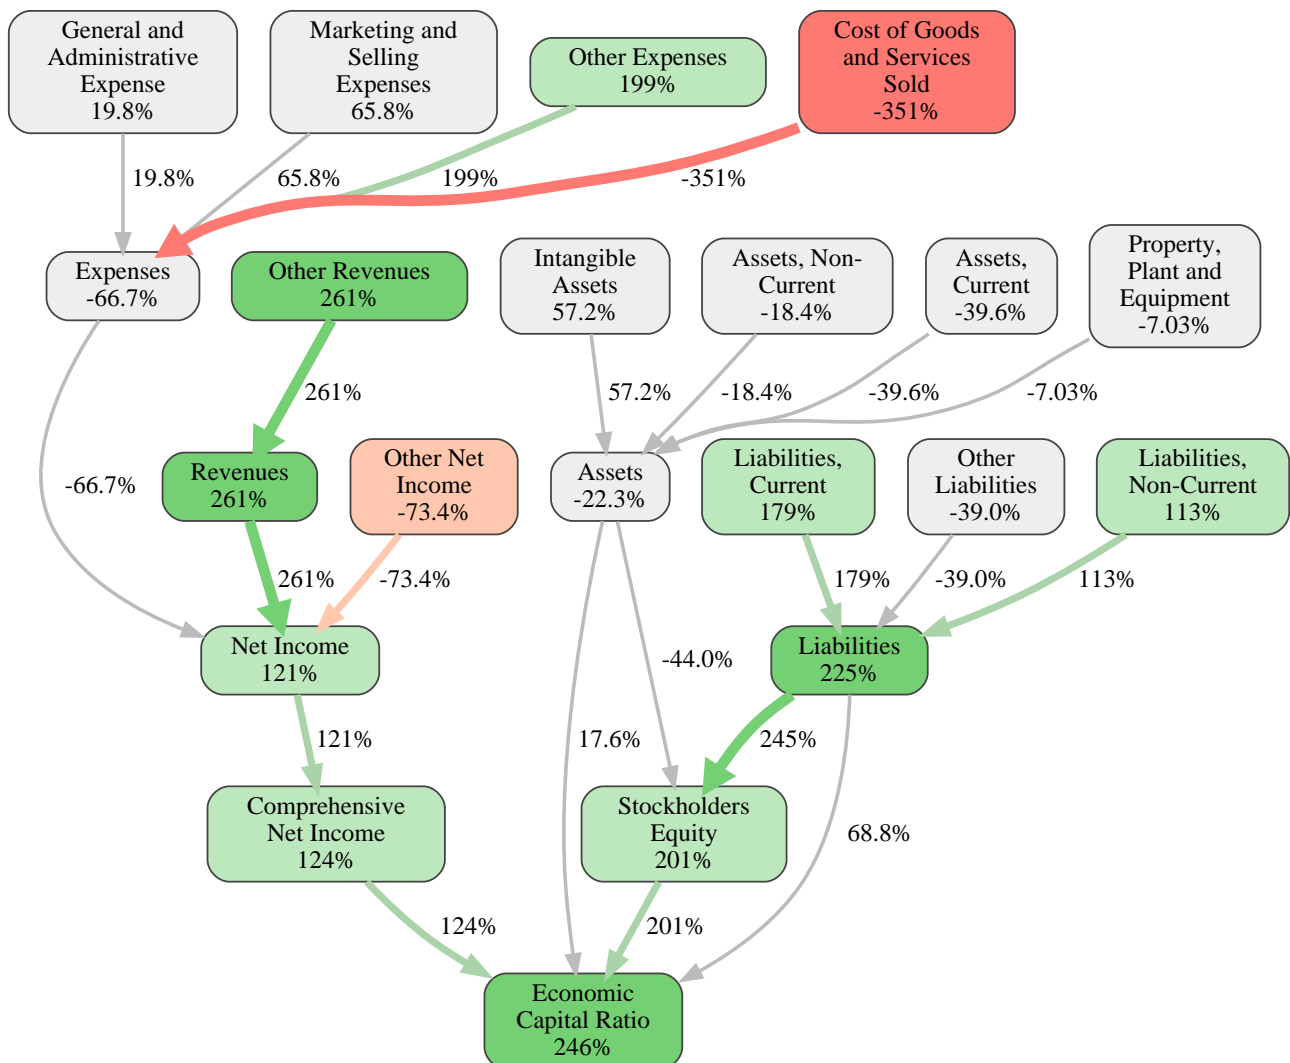 General and
Administrative
Expense
19.8%
Marketing and
Selling
Expenses
65.8%
Other Expenses
199%
Cost of Goods
and Services
Sold
-351%
19.8%
65.8%
199%
-351%
Expenses
-66.7%
Other Revenues
261%
Intangible
Assets
57.2%
Assets, Non-
Current
-18.4%
Assets,
Current
-39.6%
Property,
Plant and
Equipment
-7.03%
261%
57.2%
-18.4%
-39.6%
-7.03%
-66.7%
Revenues
261%
Other Net
Income
-73.4%
Assets
-22.3%
Liabilities,
Current
179%
Other
Liabilities
-39.0%
Liabilities,
Non-Current
113%
261%
-73.4%
179%
-39.0%
113%
Net Income
121%
-44.0%
Liabilities
225%
121%
17.6%
245%
Comprehensive
Net Income
124%
Stockholders
Equity
201%
68.8%
124%
201%
Economic
Capital Ratio
246%